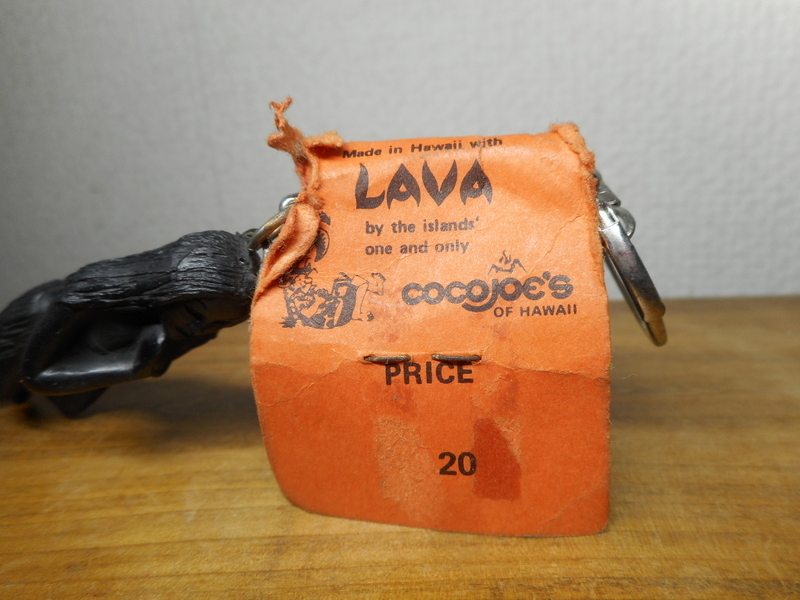 Made in Hawaii with
LAVA
by the islands'
one and only
COCOJOE'S
OF HAWAII
PRICE
20